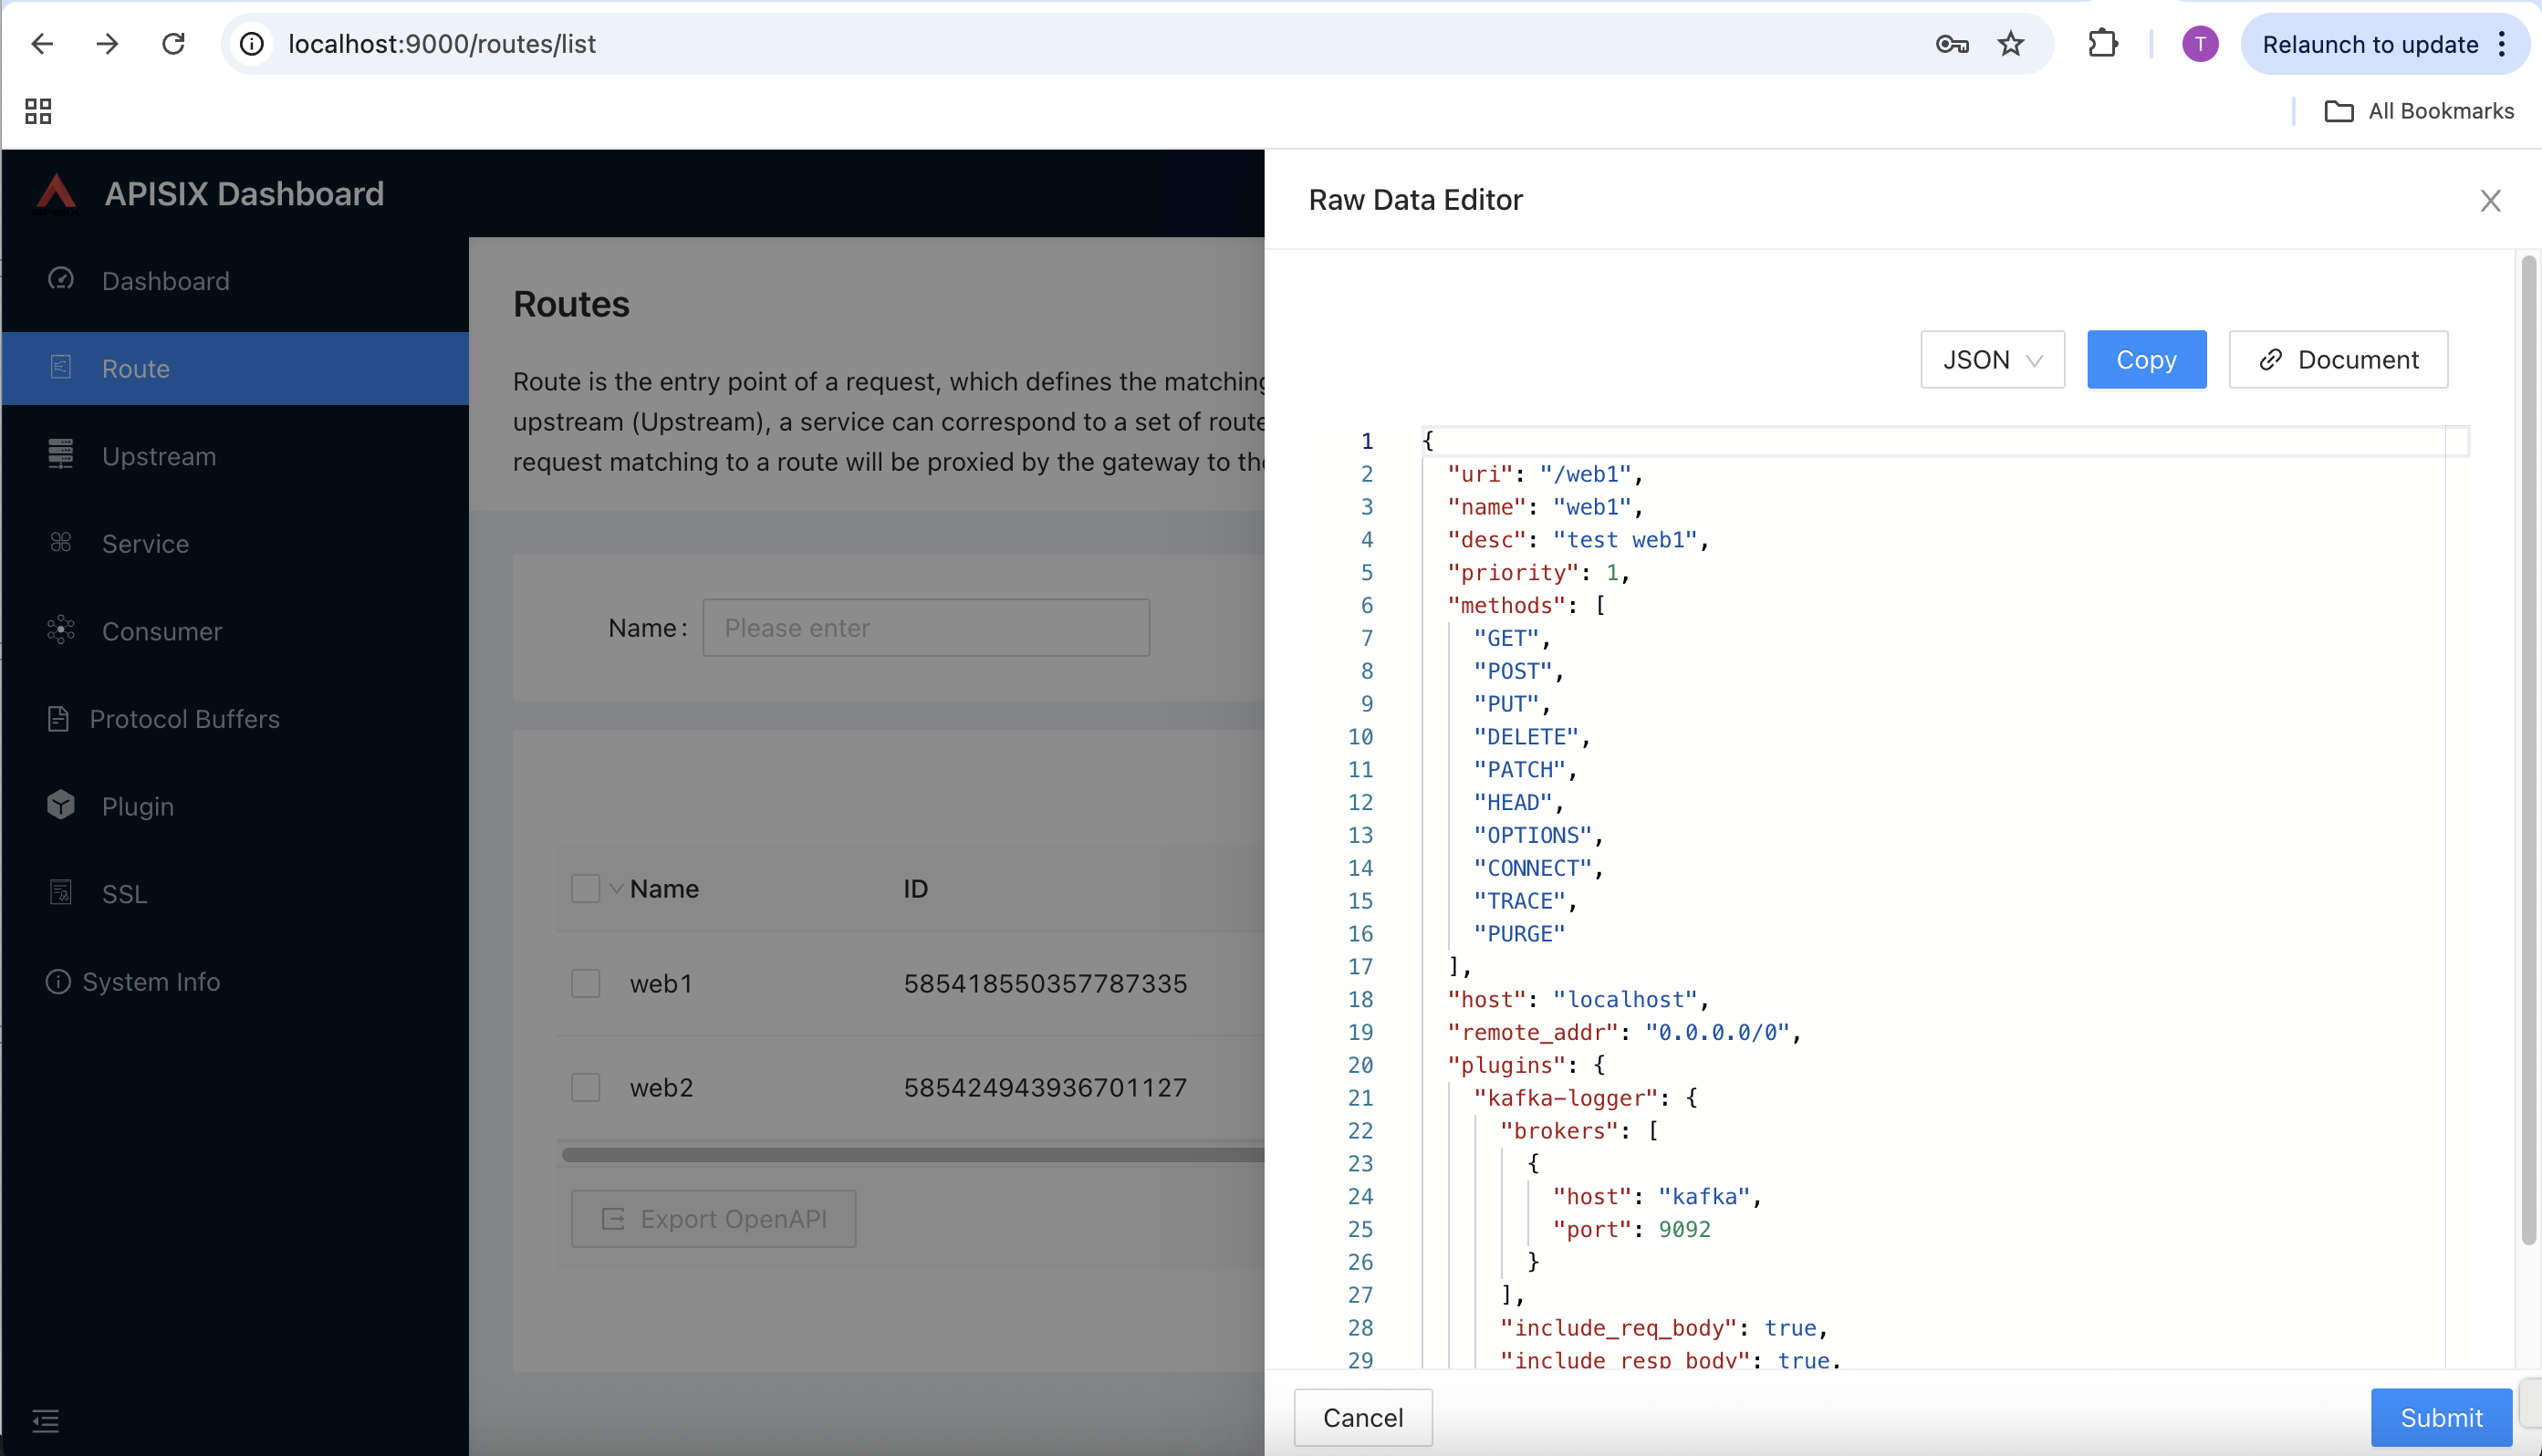 localhost:9000/routes/list
T
Relaunch to update
All Bookmarks
APISIX Dashboard
Dashboard
Route
Upstream
Service
Consumer
Protocol Buffers
Plugin
SSL
System Info
Routes
Route is the entry point of a request, which defines the matching
upstream (Upstream), a service can correspond to a set of route
request matching to a route will be proxied by the gateway to the
Name:
Please enter
Name ID
web1 585418550357787335
web2 585424943936701127
Export OpenAPI
Raw Data Editor
JSON
Copy
Document
1 {
2 "uri": "/web1",
3 "name": "web1",
4 "desc": "test web1",
5 "priority": 1,
6 "methods": [
7 "GET",
8 "POST",
9 "PUT",
10 "DELETE",
11 "PATCH",
12 "HEAD",
13 "OPTIONS",
14 "CONNECT",
15 "TRACE",
16 "PURGE"
17 ],
18 "host": "localhost",
19 "remote_addr": "0.0.0.0/0",
20 "plugins": {
21 "kafka-logger": {
22 "brokers": [
23 {
24 "host": "kafka",
25 "port": 9092
26 }
27 ],
28 "include_req_body": true,
29 "include_resp_body": true,
Cancel
Submit